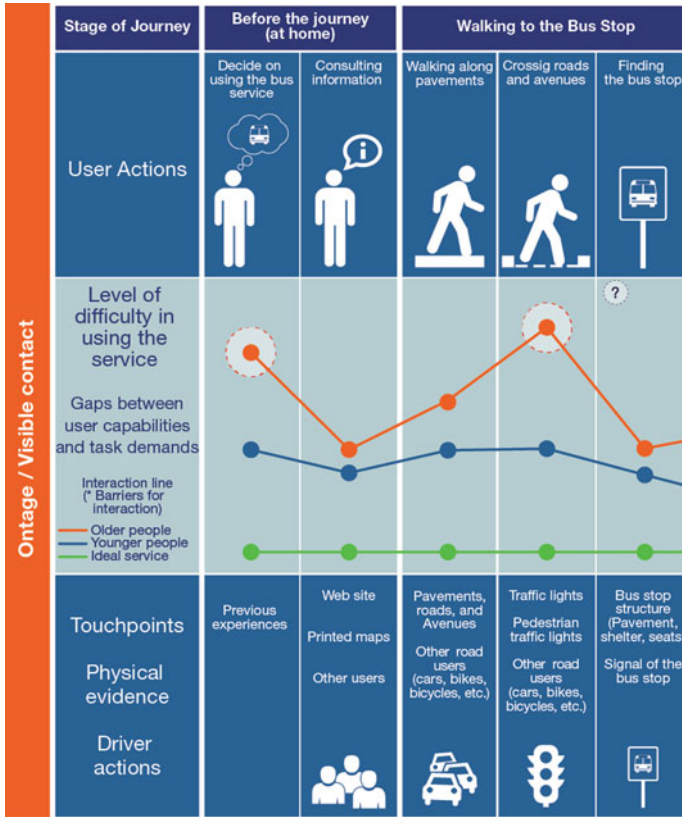 Ontage / Visible contact
Stage of Journey
Before the journey
(at home)
Walking to the Bus Stop
User Actions
Decide on
using the bus
service
Consulting
information
Walking along
pavements
Crossig roads
and avenues
Finding
the bus stop
i
Level of
difficulty in
using the
service
Gaps between
user capabilities
and task demands
Interaction line
(* Barriers for
interaction)
Older people
Younger people
Ideal service
?
Touchpoints
Physical
evidence
Driver
actions
Previous
experiences
Web site
Printed maps
Other users
Pavements,
roads, and
Avenues
Other road
users
(cars, bikes,
bicycles, etc.)
Traffic lights
Pedestrian
traffic lights
Other road
users
(cars, bikes,
bicycles, etc.)
Bus stop
structure
(Pavement,
shelter, seats
Signal of the
bus stop